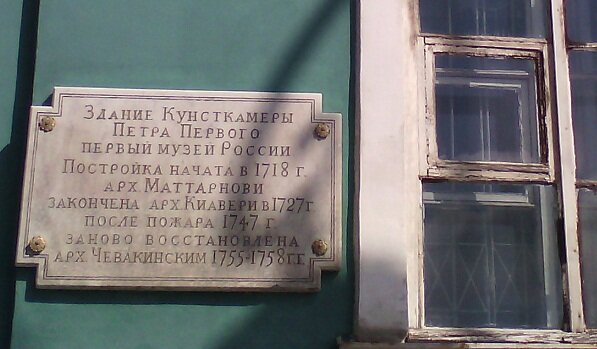 Здание Кунсткамеры
Петра Первого
первый музей России
Постройка начата в 1718 г.
арх. Маттарнови
закончена арх. Киавери в 1727 г
после пожара 1747 г.
заново восстановлена
арх. Чевакинским 1755-1758 г.г.